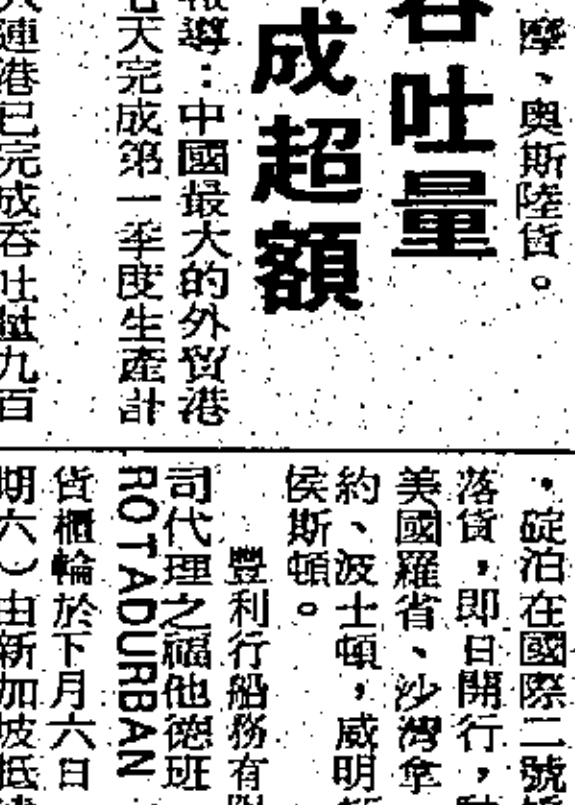 摩、奧斯陸貨。
吞吐量
成超額
報導：中國最大的外貿港
天完成第一季度生產計
大連港已完成吞吐量九百
，碇泊在國際二號
落貨，即日開行，
美國羅省、沙灣拿
約、波士頓，威明
侯斯頓。
豐利行船務有限
司代理之福他德班
ROTADURBAN
貨櫃輪於下月六日
期六）由新加坡抵